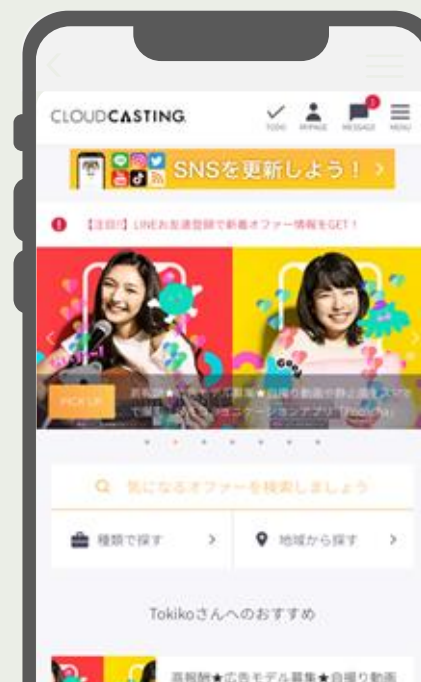 CLOUDCASTING
TODO MYPAGE MESSAGE MENU
SNSを更新しよう！
【注目!!】LINEお友達登録で新着オファー情報をGET！
PICK UP
気になるオファーを検索しましょう
種類で探す
地域から探す
Tokikoさんへのおすすめ
高報酬★広告モデル募集★自撮り動画